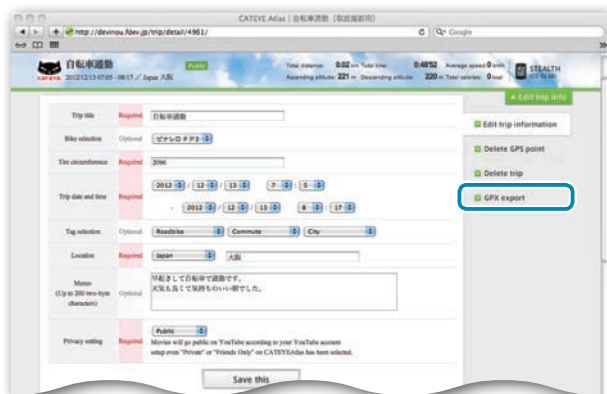 CATEYE Atlas | 自転車通勤 (取説撮影用)
http://devinou.fdev.jp/trip/detail/4961/
Google
CAT EYE
自転車通勤
Public
2012/12/13 07:05 - 08:17 / Japan 大阪
Total distance: 0.02 km Total time: 0:48'52 Average speed 0 km/h
Ascending altitude: 221 m Descending altitude: 220 m Total calories: 0 kcal
STEALTH
Edit trip info
Trip title Required 自転車通勤
Bike selection Optional ピナレロ F P3
Tire circumference Required 2096
Trip date and time Required 2012 / 12 / 13 7 : 5
- 2012 / 12 / 13 8 : 17
Tag selection Optional Roadbike Commute City
Location Required Japan 大阪
Memo
(Up to 200 two-byte
characters)
Optional
早起きして自転車で通勤です。
天気も良くて気持ちのいい朝でした。
Privacy setting Required Public
Movies will go public on YouTube according to your YouTube account
setup even "Private" or "Friends Only" on CATEYEAtlas has been selected.
Save this
Edit trip information
Delete GPS point
Delete trip
GPX export